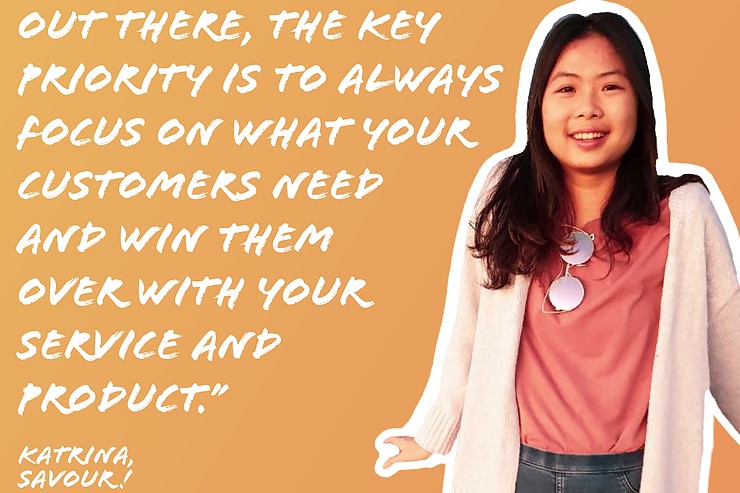 OUT THERE, THE KEY
PRIORITY IS TO ALWAYS
FOCUS ON WHAT YOUR
CUSTOMERS NEED
AND WIN THEM
OVER WITH YOUR
SERVICE AND
PRODUCT."
KATRINA,
SAVOUR!